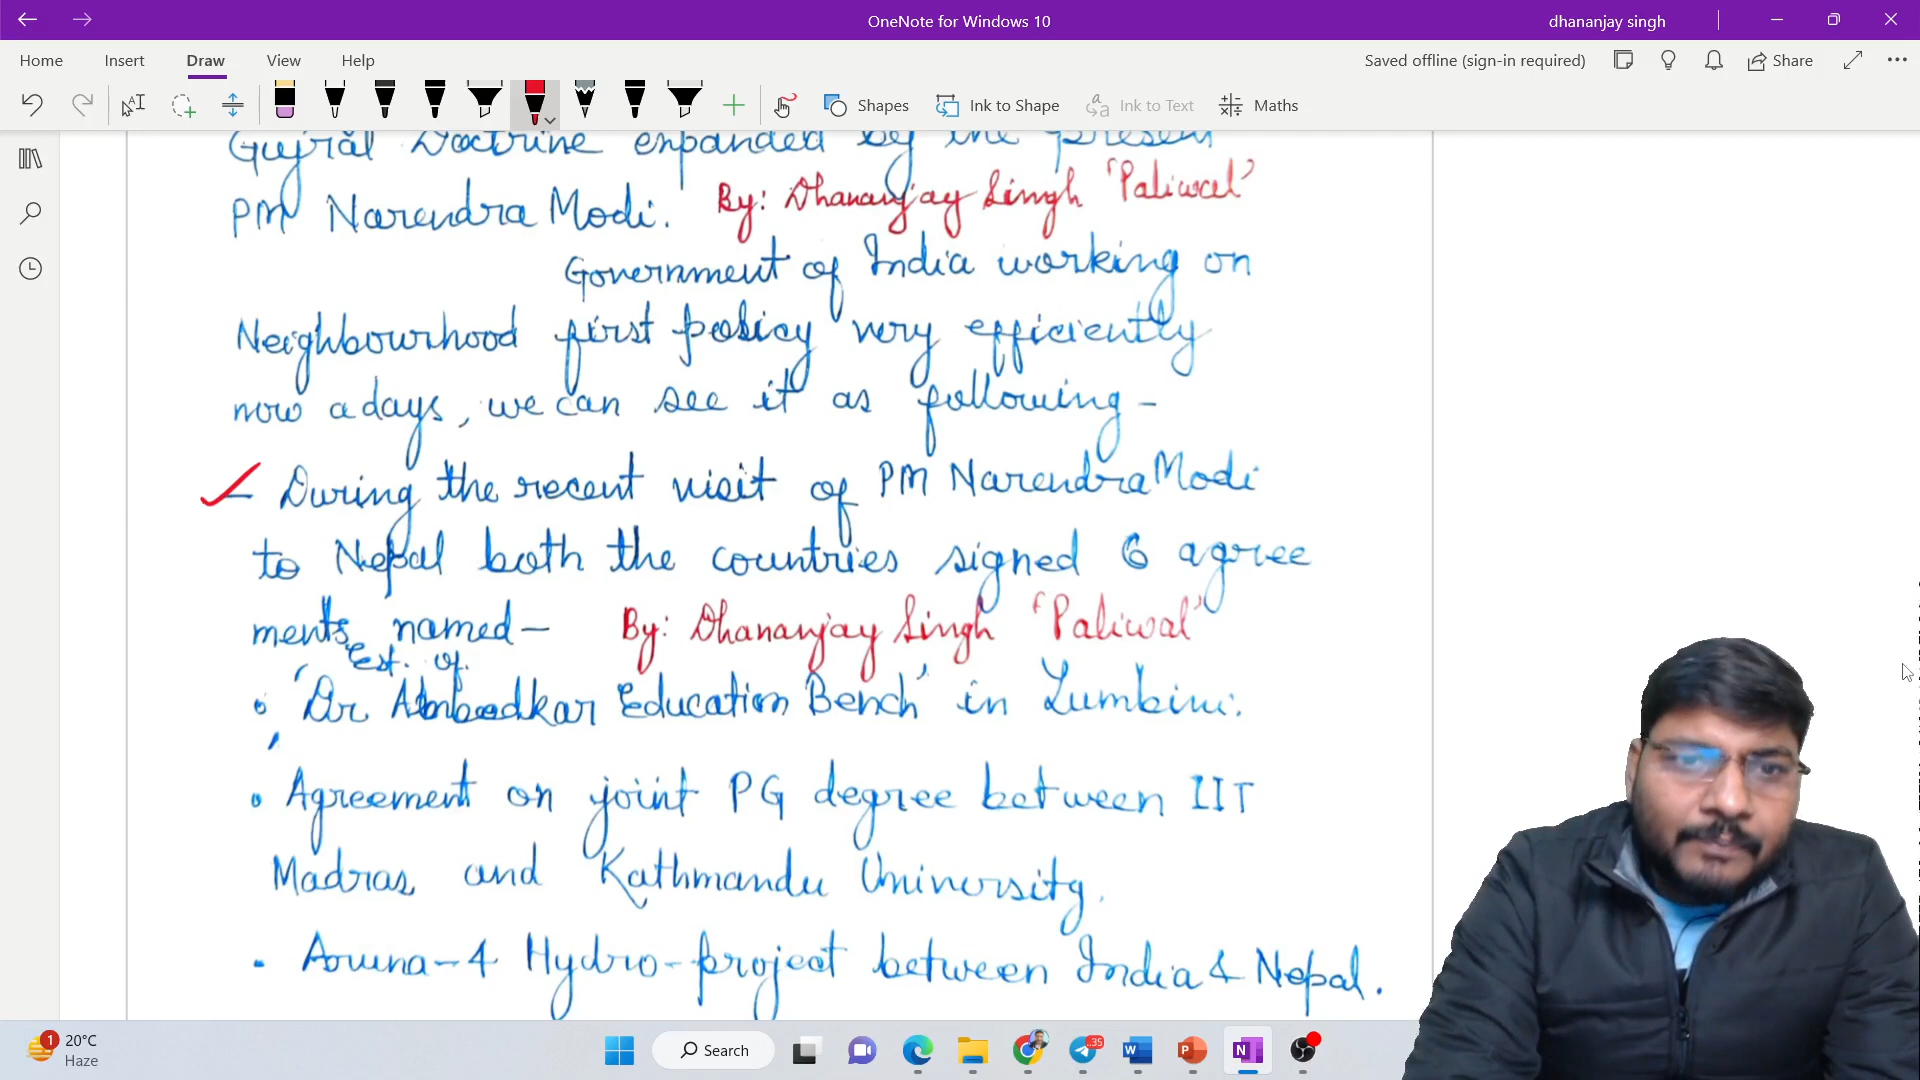 OneNote for Windows 10
dhananjay singh
Home Insert Draw View Help
Saved offline (sign-in required)
Share
Shapes Ink to Shape Ink to Text Maths
Gujral Doctrine expanded by the present
PM Narendra Modi. By: Dhananjay Singh 'Paliwal'
Government of India working on
Neighbourhood first policy very efficiently
now a days, we can see it as following -
- During the recent visit of PM Narendra Modi
to Nepal both the countries signed 6 agree
ments named - By: Dhananjay Singh 'Paliwal'
Est. of
• 'Dr Ambedkar Education Bench' in Lumbini.
• Agreement on joint PG degree between IIT
Madras and Kathmandu University.
• Aruna-4 Hydro-project between India & Nepal.
1
20°C
Haze
Search
35